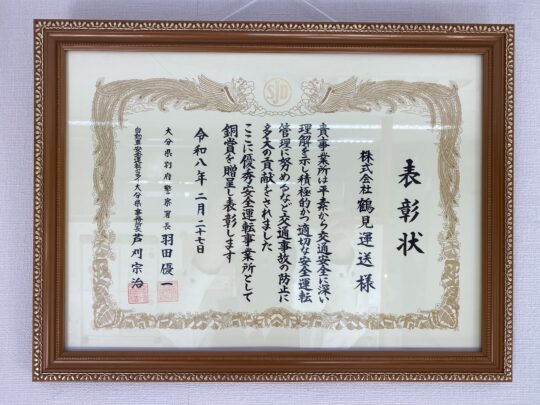 SJD
表彰状
株式会社鶴見運送様
貴事業所は平素から交通安全に深い
理解を示し積極的かつ適切な安全運転
管理に努めるなど交通事故の防止に
多大の貢献をされました
ここに優秀安全運転事業所として
銅賞を贈呈し表彰します
令和八年二月二十七日
大分県別府警察署長 羽田優一
自動車安全運転センター大分県事務所長 芦刈宗治